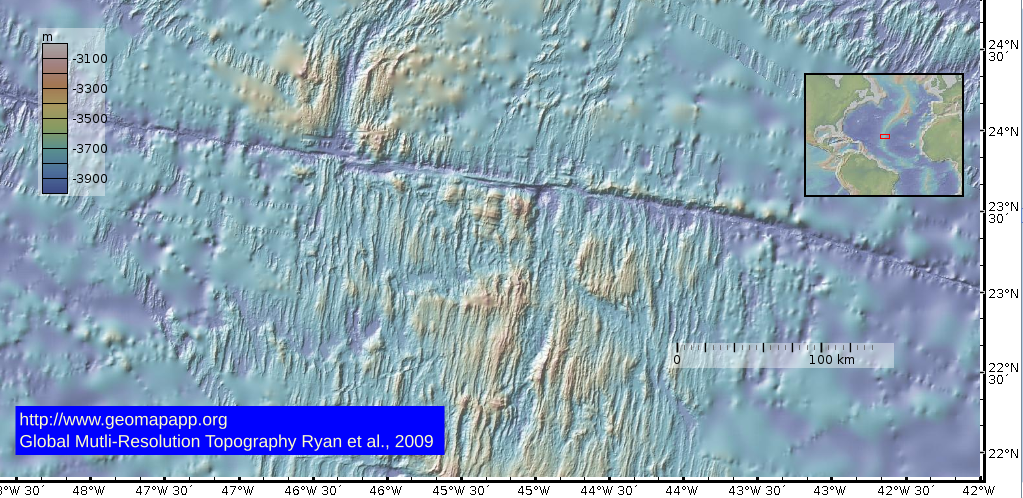 m
-3100
-3300
-3500
-3700
-3900
24°N
30´
24°N
23°N
30´
23°N
22°N
30´
22°N
0 100 km
http://www.geomapapp.org
Global Mutli-Resolution Topography Ryan et al., 2009
8°W 30´ 48°W 47°W 30´ 47°W 46°W 30´ 46°W 45°W 30´ 45°W 44°W 30´ 44°W 43°W 30´ 43°W 42°W 30´ 42°W